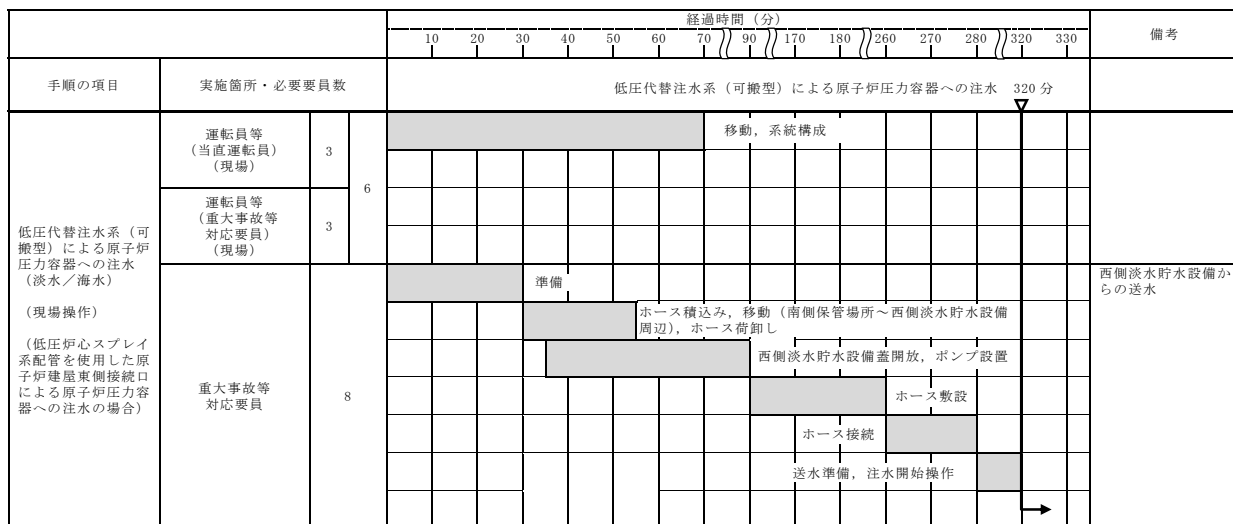 経過時間（分）
備考
10 20 30 40 50 60 70 90 170 180 260 270 280 320 330
手順の項目
実施箇所・必要要員数
低圧代替注水系（可搬型）による原子炉圧力容器への注水 320 分
低圧代替注水系（可
搬型）による原子炉
圧力容器への注水
（淡水／海水）
（現場操作）
（低圧炉心スプレイ
系配管を使用した原
子炉建屋東側接続口
による原子炉圧力容
器への注水の場合）
運転員等
（当直運転員）
（現場）
3
6
移動，系統構成
運転員等
（重大事故等
対応要員）
（現場）
3
重大事故等
対応要員
8
準備
ホース積込み，移動（南側保管場所～西側淡水貯水設備
周辺），ホース荷卸し
西側淡水貯水設備蓋開放，ポンプ設置
ホース敷設
ホース接続
送水準備，注水開始操作
西側淡水貯水設備か
らの送水